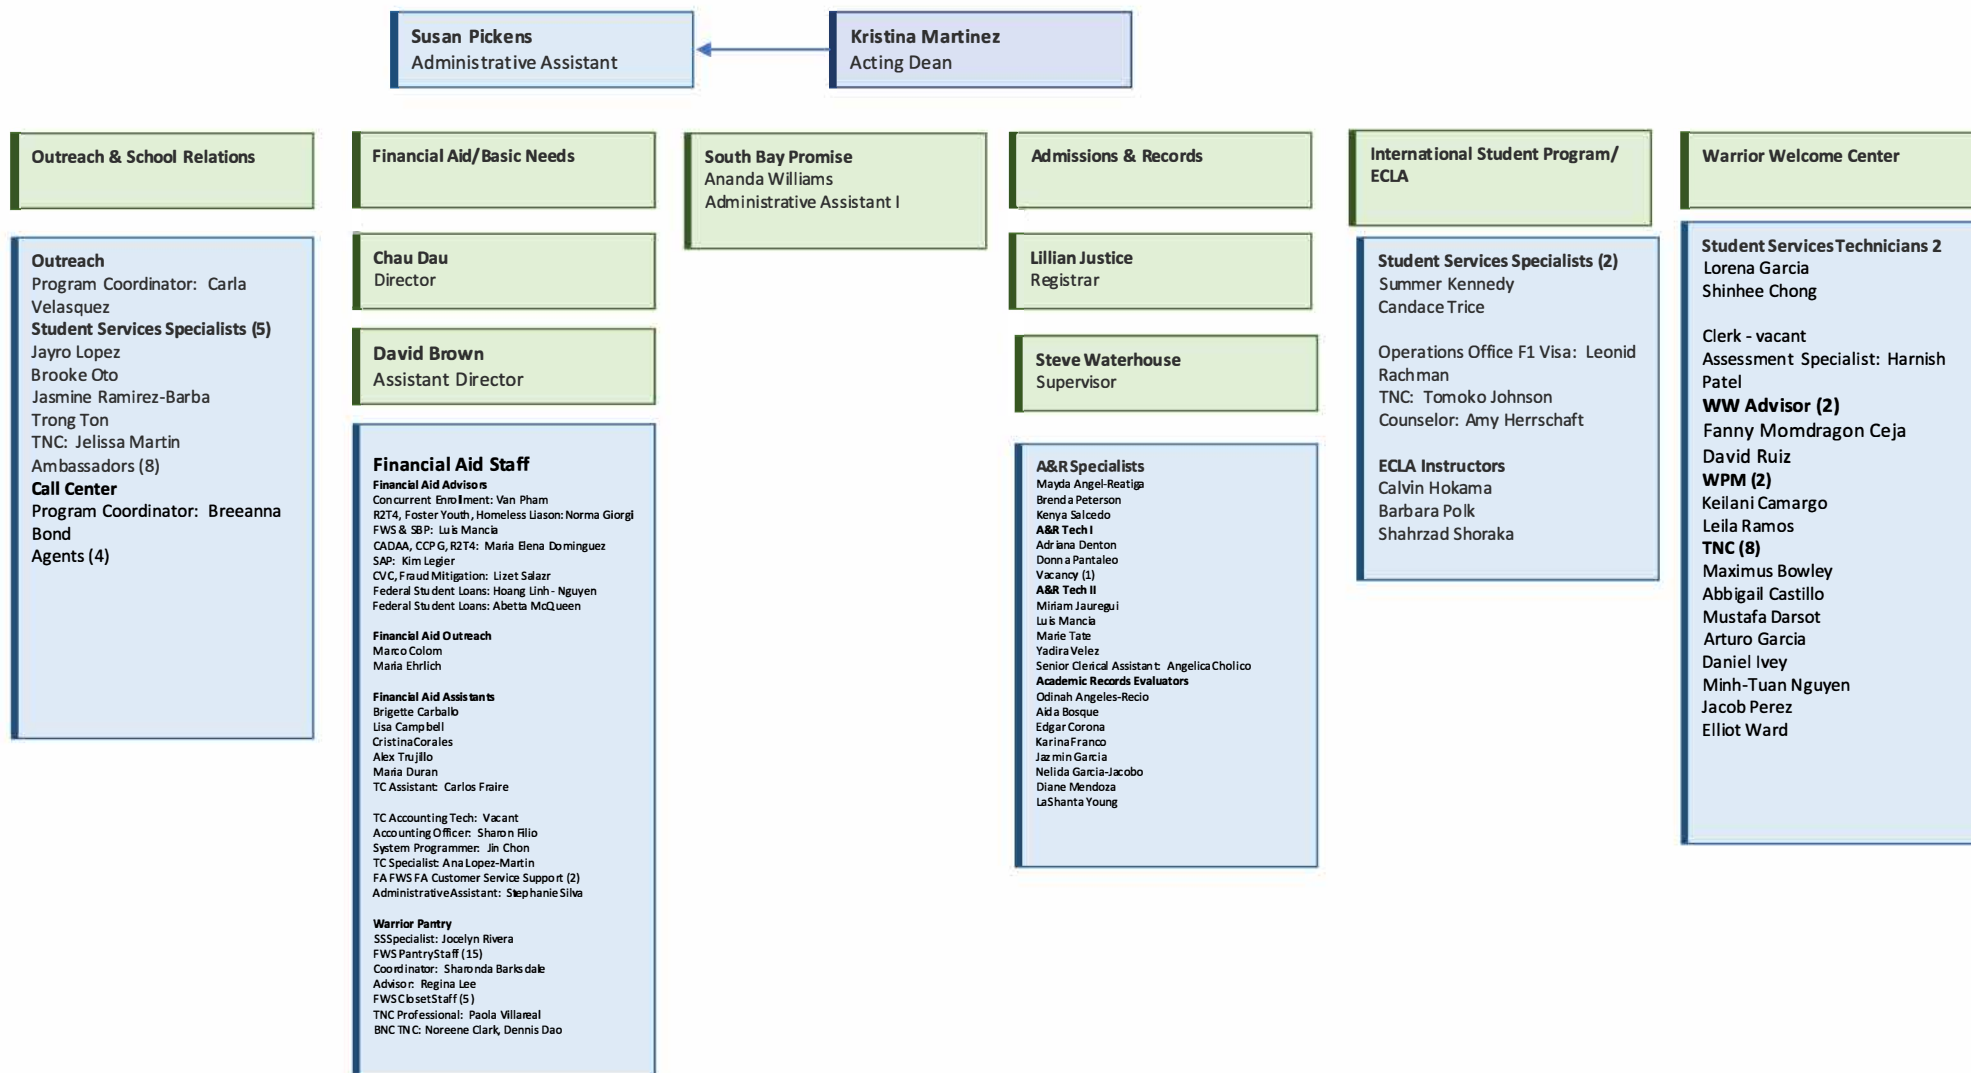 Susan Pickens
Administrative Assistant
Kristina Martinez
Acting Dean
Outreach & School Relations
Outreach
Program Coordinator: Carla
Velasquez
Student Services Specialists (5)
Jayro Lopez
Brooke Oto
Jasmine Ramirez-Barba
Trong Ton
TNC: Jelissa Martin
Ambassadors (8)
Call Center
Program Coordinator: Breeanna
Bond
Agents (4)
Financial Aid/Basic Needs
Chau Dau
Director
David Brown
Assistant Director
Financial Aid Staff
Financial Aid Advisors
Concurrent Enrollment: Van Pham
R2T4, Foster Youth, Homeless Liason: Norma Giorgi
FWS & SBP: Luis Mancia
CADAA, CCPG, R2T4: Maria Elena Dominguez
SAP: Kim Legier
CVC, Fraud Mitigation: Lizet Salazr
Federal Student Loans: Hoang Linh - Nguyen
Federal Student Loans: Abetta McQueen
Financial Aid Outreach
Marco Colom
Maria Ehrlich
Financial Aid Assistants
Brigette Carballo
Lisa Campbell
Cristina Corales
Alex Trujillo
Maria Duran
TC Assistant: Carlos Fraire
TC Accounting Tech: Vacant
Accounting Officer: Sharon Filio
System Programmer: Jin Chon
TC Specialist: Ana Lopez-Martin
FA FWS FA Customer Service Support (2)
Administrative Assistant: Stephanie Silva
Warrior Pantry
SSSpecialist: Jocelyn Rivera
FWS Pantry Staff (15)
Coordinator: Sharonda Barksdale
Advisor: Regina Lee
FWS Closet Staff (5)
TNC Professional: Paola Villareal
BNC TNC: Noreene Clark, Dennis Dao
South Bay Promise
Ananda Williams
Administrative Assistant I
Admissions & Records
Lillian Justice
Registrar
Steve Waterhouse
Supervisor
A&R Specialists
Mayda Angel-Reatiga
Brenda Peterson
Kenya Salcedo
A&R Tech I
Adriana Denton
Donna Pantaleo
Vacancy (1)
A&R Tech II
Miriam Jauregui
Luis Mancia
Marie Tate
Yadira Velez
Senior Clerical Assistant: Angelica Cholico
Academic Records Evaluators
Odinah Angeles-Recio
Aida Bosque
Edgar Corona
Karina Franco
Jazmin Garcia
Nelida Garcia-Jacobo
Diane Mendoza
LaShanta Young
International Student Program/
ECLA
Student Services Specialists (2)
Summer Kennedy
Candace Trice
Operations Office F1 Visa: Leonid
Rachman
TNC: Tomoko Johnson
Counselor: Amy Herrschaft
ECLA Instructors
Calvin Hokama
Barbara Polk
Shahrzad Shoraka
Warrior Welcome Center
Student Services Technicians 2
Lorena Garcia
Shinhee Chong
Clerk - vacant
Assessment Specialist: Harnish
Patel
WW Advisor (2)
Fanny Momdragon Ceja
David Ruiz
WPM (2)
Keilani Camargo
Leila Ramos
TNC (8)
Maximus Bowley
Abbigail Castillo
Mustafa Darsot
Arturo Garcia
Daniel Ivey
Minh-Tuan Nguyen
Jacob Perez
Elliot Ward